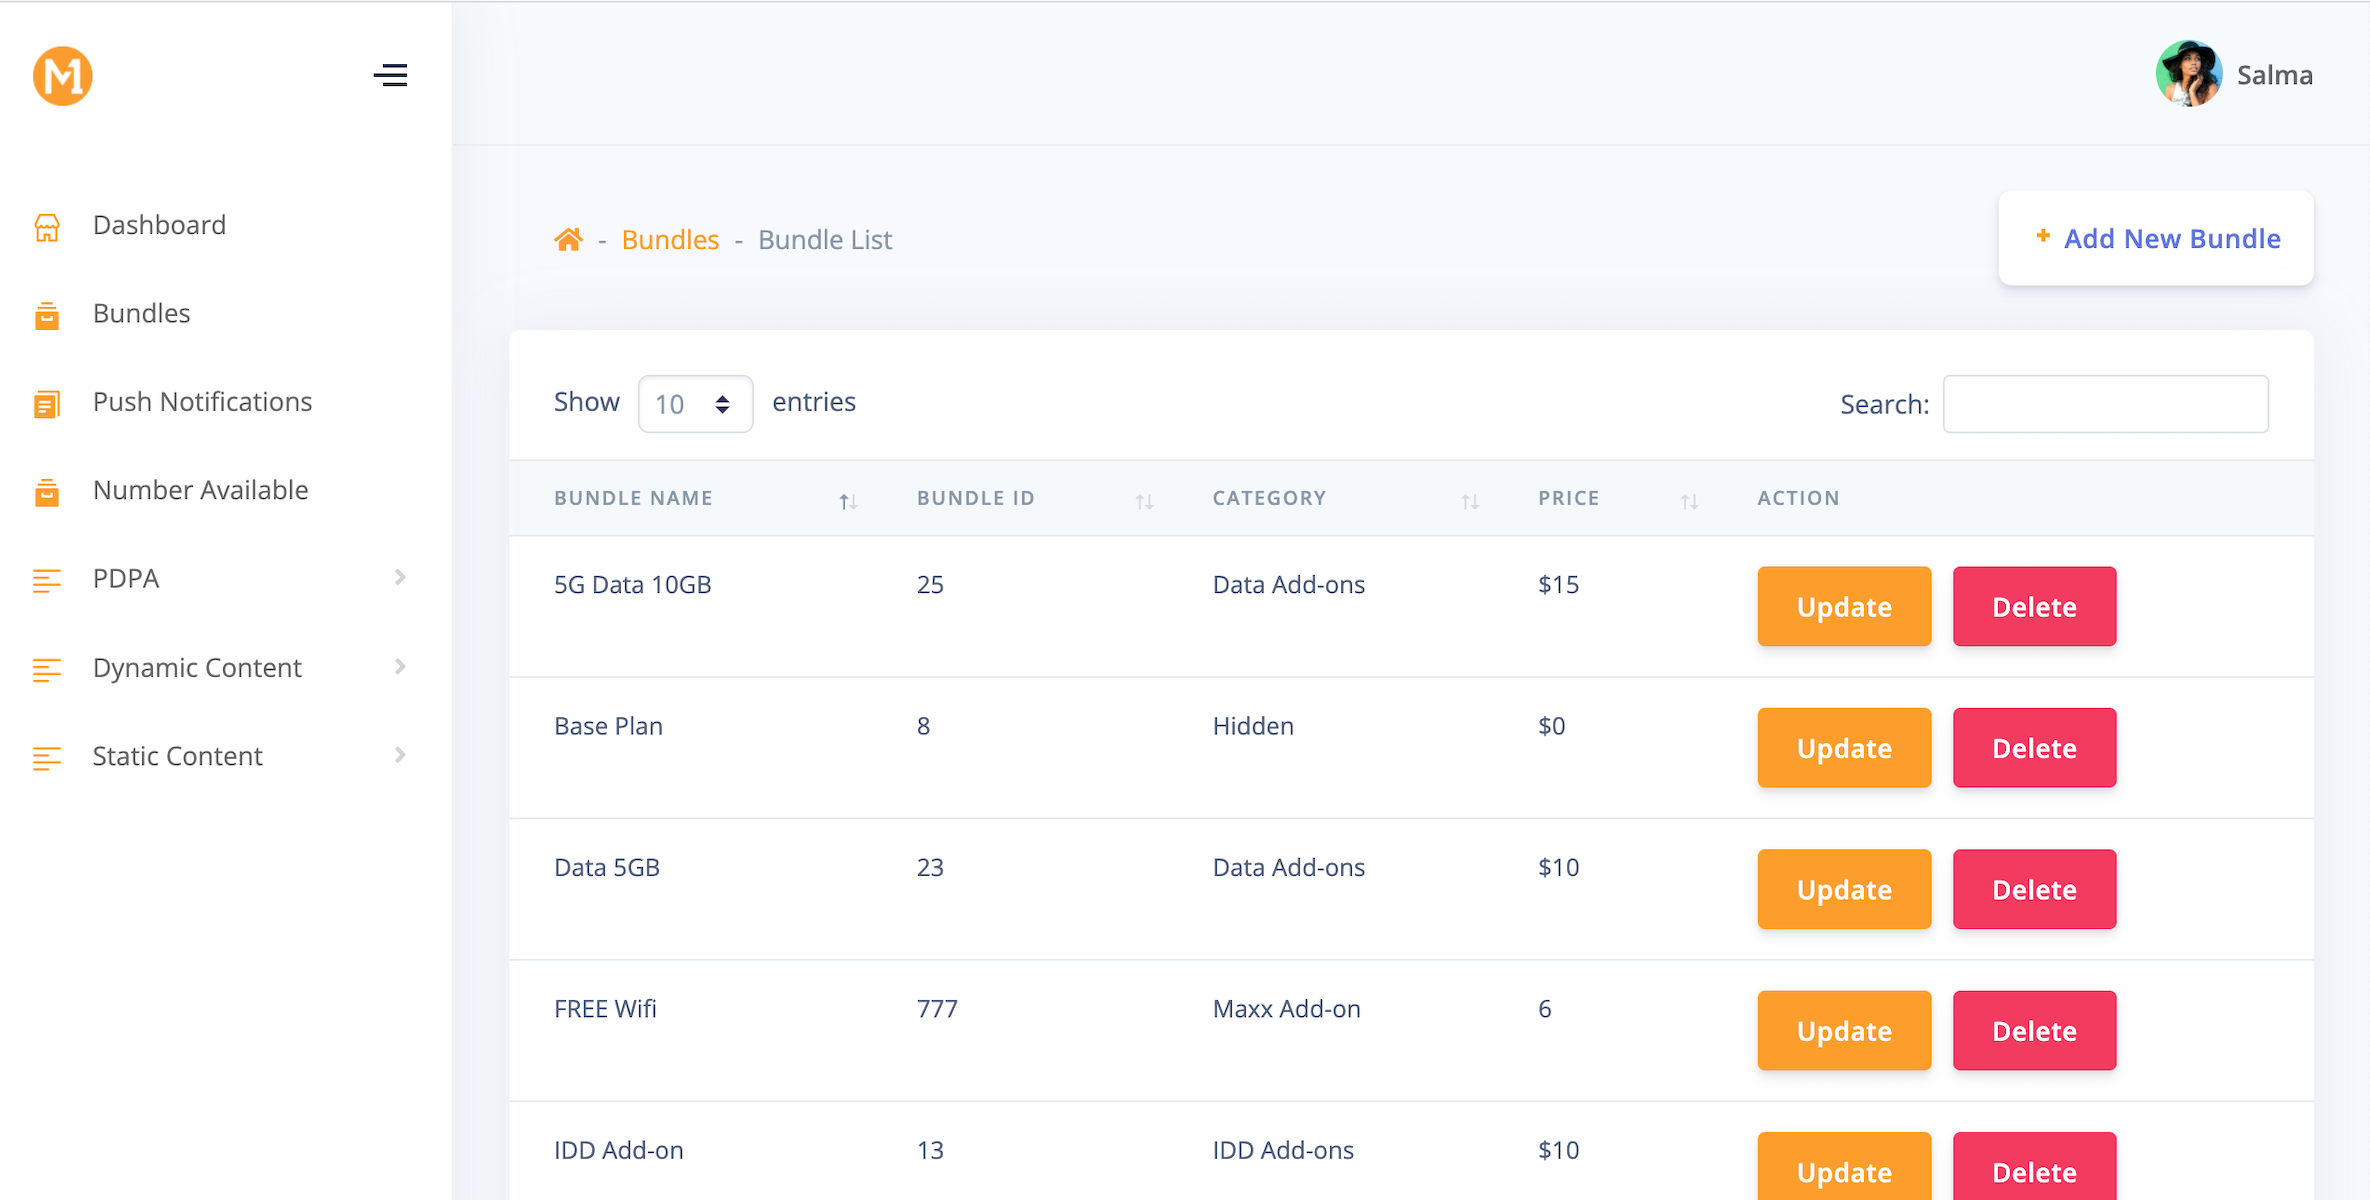 M1
Salma
Dashboard
Bundles
Push Notifications
Number Available
PDPA
Dynamic Content
Static Content
- Bundles - Bundle List
+ Add New Bundle
Show 10 entries
Search:
BUNDLE NAME BUNDLE ID CATEGORY PRICE ACTION
5G Data 10GB 25 Data Add-ons $15 Update Delete
Base Plan 8 Hidden $0 Update Delete
Data 5GB 23 Data Add-ons $10 Update Delete
FREE Wifi 777 Maxx Add-on 6 Update Delete
IDD Add-on 13 IDD Add-ons $10 Update Delete